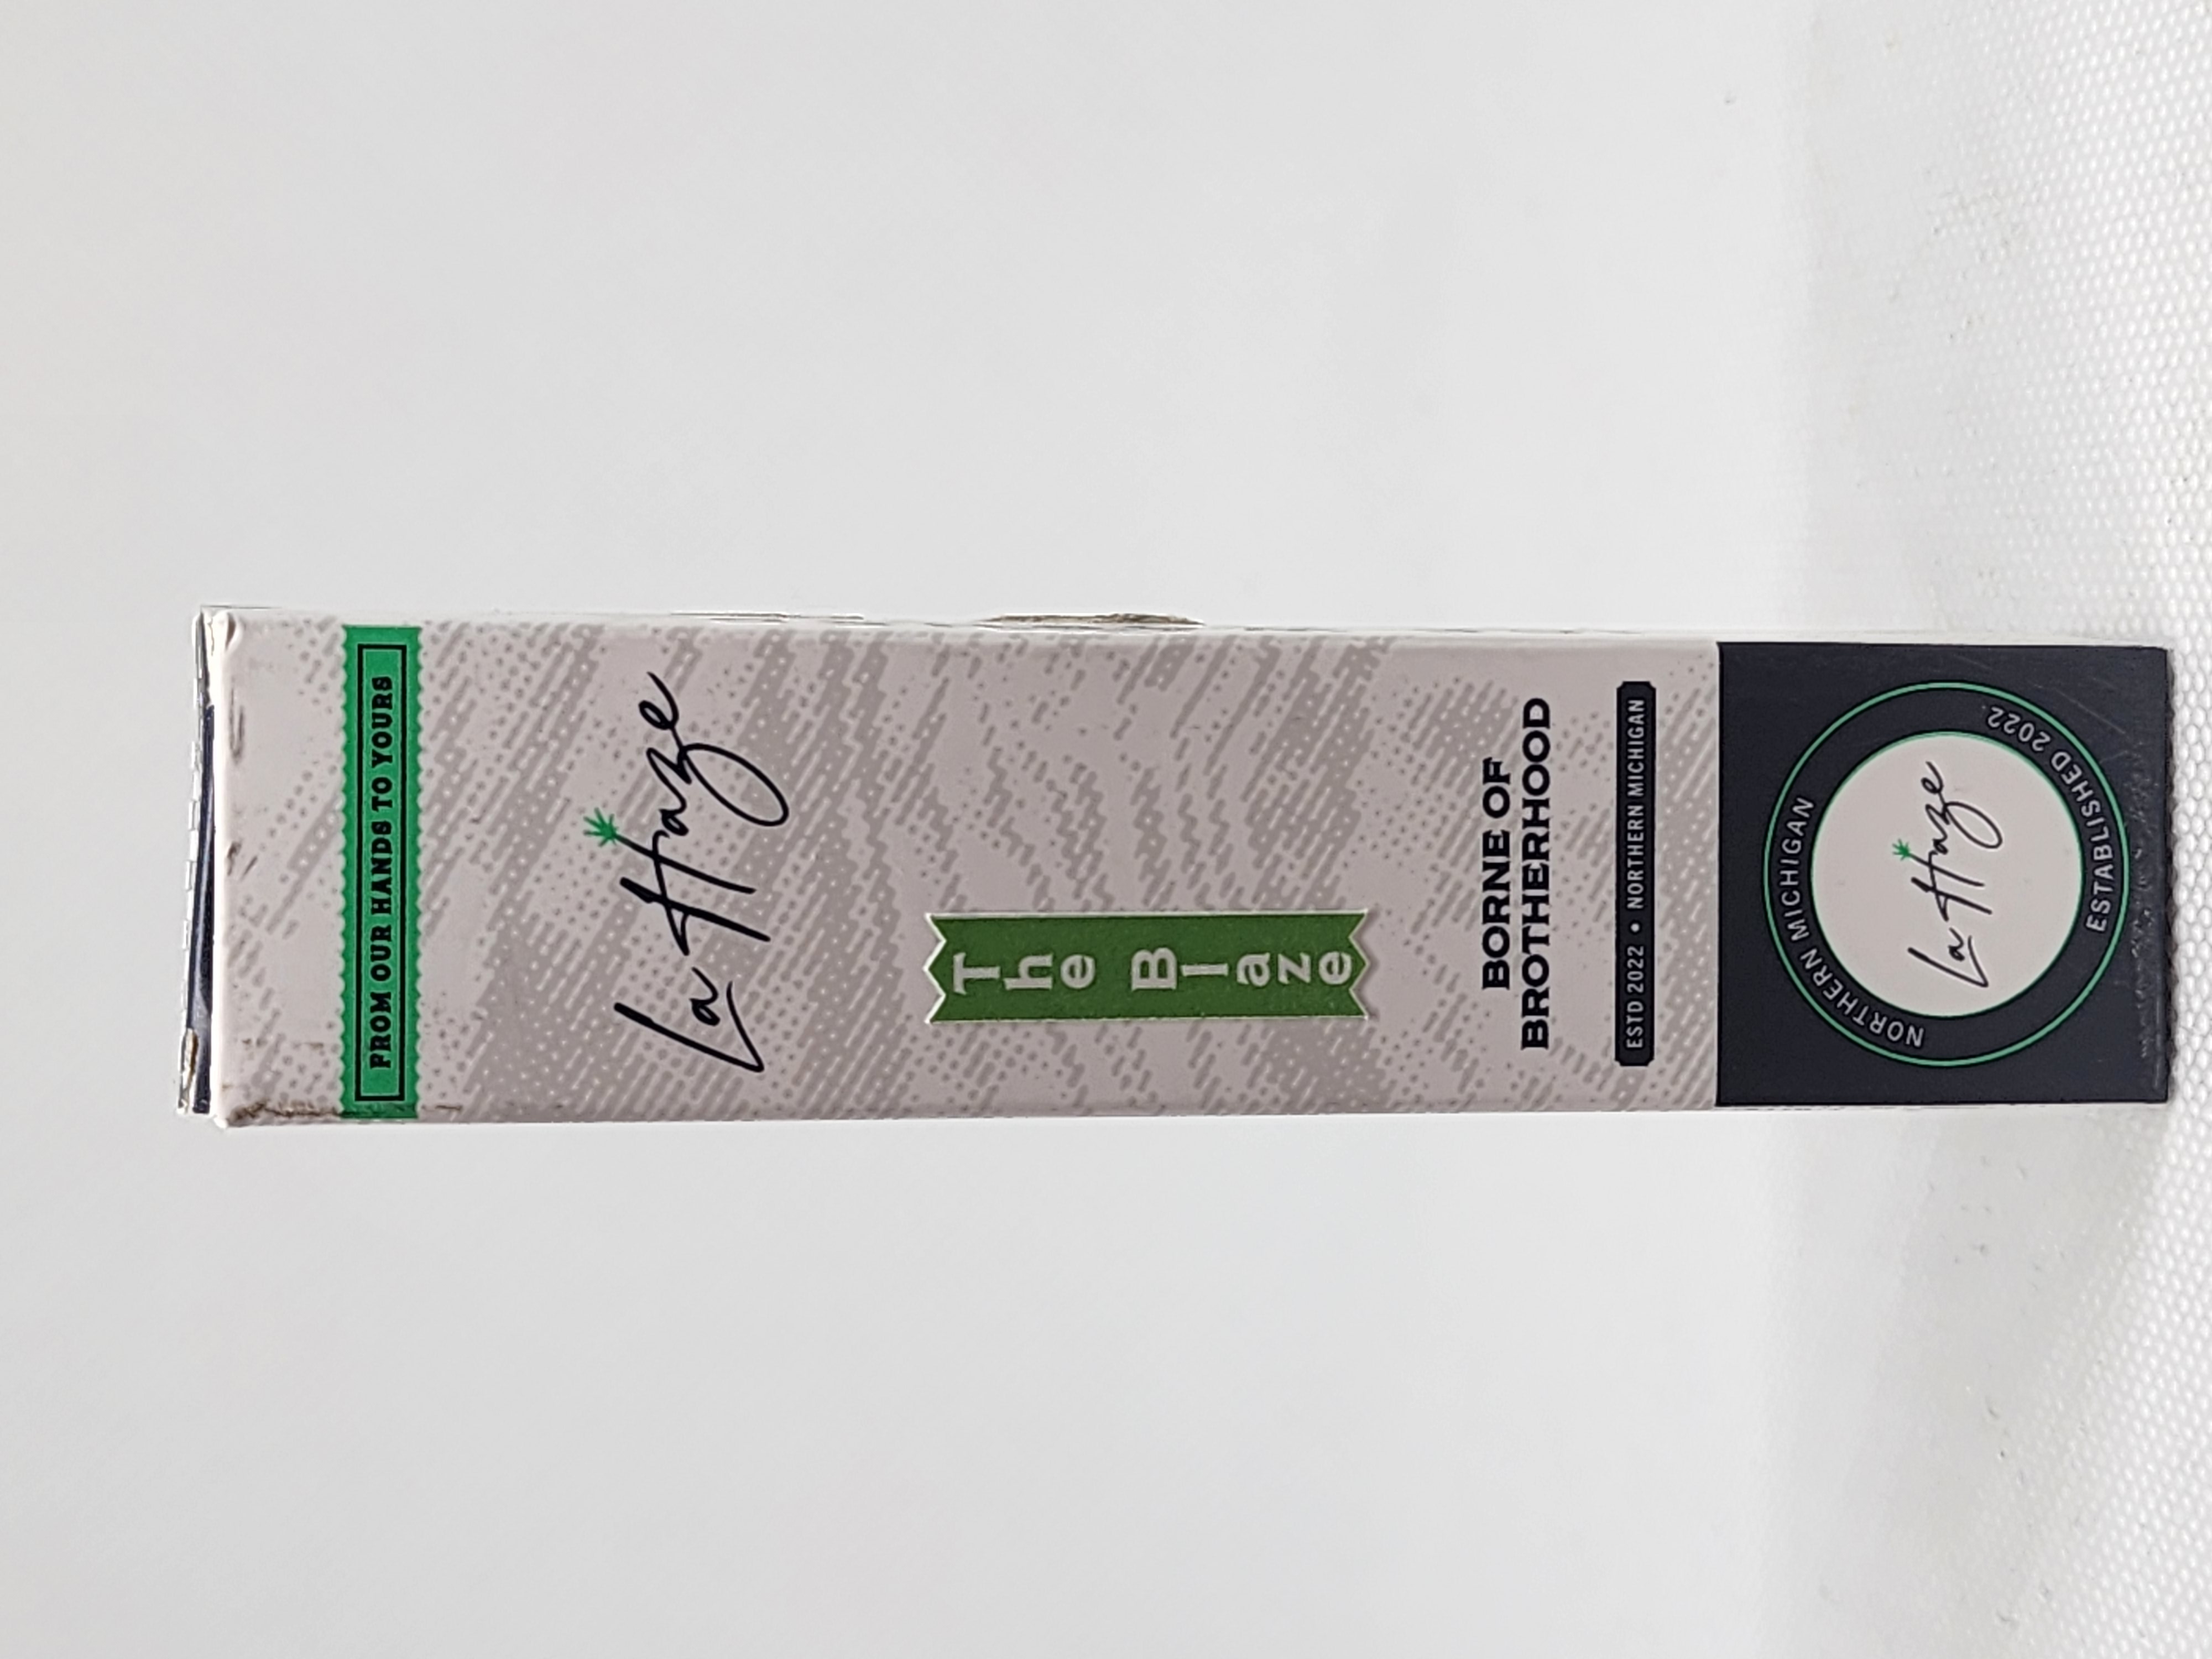 FROM OUR HANDS TO YOURS
La Haze
The Blaze
BORNE OF
BROTHERHOOD
ESTD 2022 • NORTHERN MICHIGAN
NORTHERN MICHIGAN
La Haze
ESTABLISHED 2022